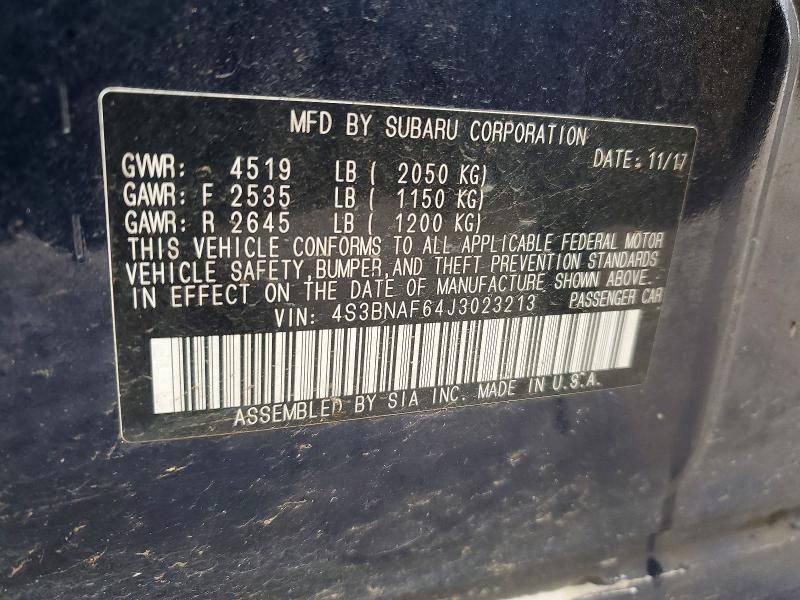 MFD BY SUBARU CORPORATION
DATE: 11/17
GVWR: 4519 LB ( 2050 KG)
GAWR: F 2535 LB ( 1150 KG)
GAWR: R 2645 LB ( 1200 KG)
THIS VEHICLE CONFORMS TO ALL APPLICABLE FEDERAL MOTOR
VEHICLE SAFETY, BUMPER, AND THEFT PREVENTION STANDARDS
IN EFFECT ON THE DATE OF MANUFACTURE SHOWN ABOVE.
VIN: 4S3BNAF64J3023213 PASSENGER CAR
ASSEMBLED BY SIA INC. MADE IN U.S.A.